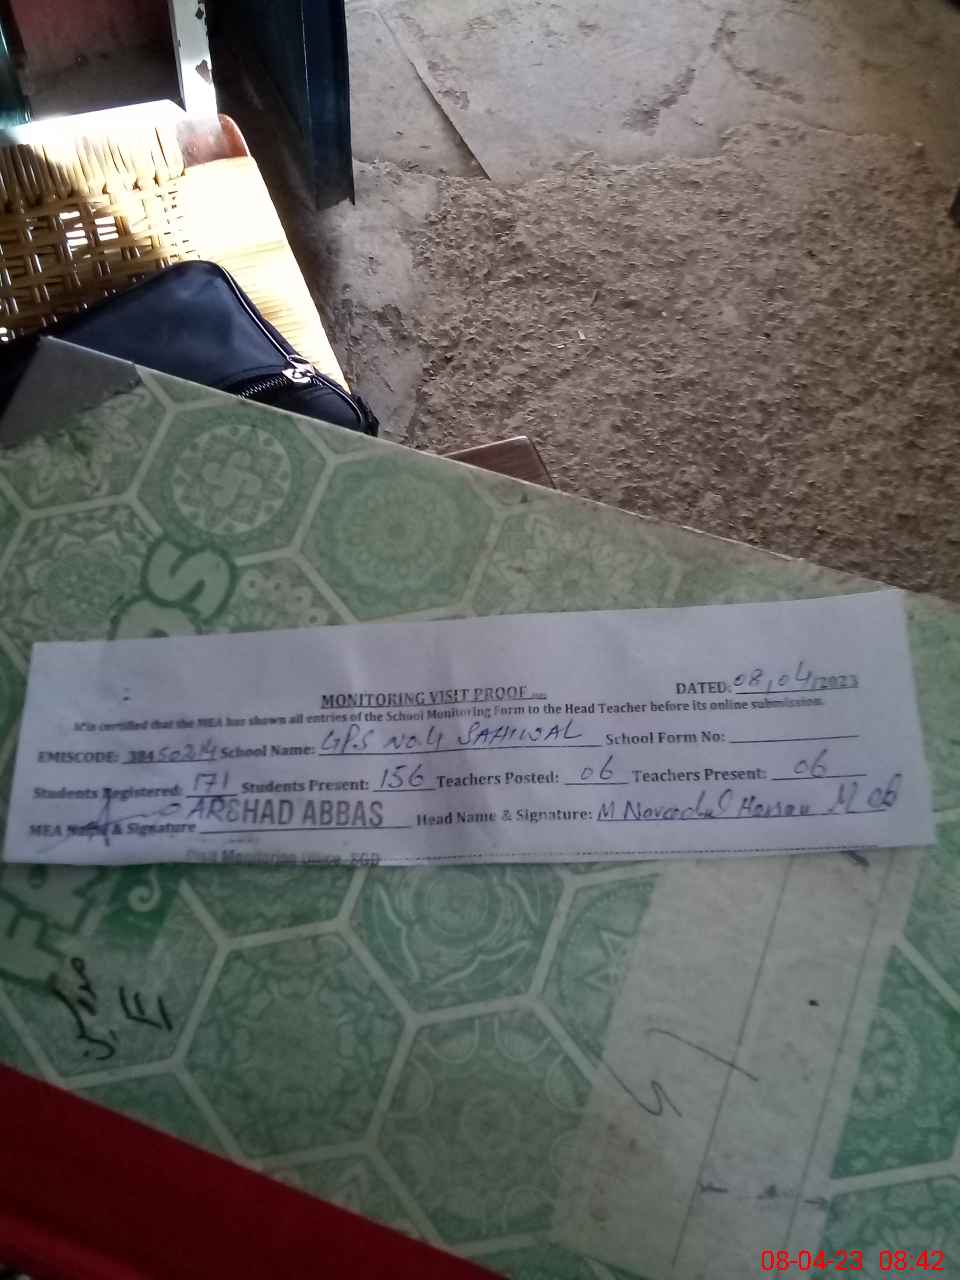 DATED: 08/04/2023
MONITORING VISIT PROOF
It is certified that the MEA has shown all entries of the School Monitoring Form to the Head Teacher before its online submission.
EMISCODE: 38450214 School Name: GPS No.4 SAHIWAL School Form No:
Students Registered: 171 Students Present: 156 Teachers Posted: 06 Teachers Present: 06
ARSHAD ABBAS
MEA Name & Signature Head Name & Signature: M
08-04-23 08:42